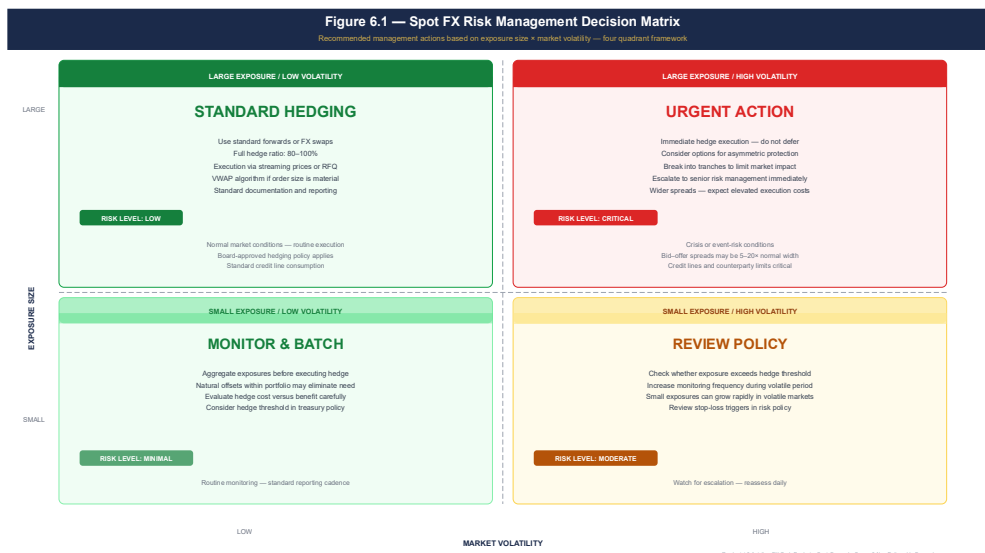 Figure 6.1 — Spot FX Risk Management Decision Matrix
Recommended management actions based on exposure size × market volatility — four quadrant framework
LARGE EXPOSURE / LOW VOLATILITY
STANDARD HEDGING
Use standard forwards or FX swaps
Full hedge ratio: 80–100%
Execution via streaming prices or RFQ
VWAP algorithm if order size is material
Standard documentation and reporting
RISK LEVEL: LOW
Normal market conditions — routine execution
Board-approved hedging policy applies
Standard credit line consumption
LARGE EXPOSURE / HIGH VOLATILITY
URGENT ACTION
Immediate hedge execution — do not defer
Consider options for asymmetric protection
Break into tranches to limit market impact
Escalate to senior risk management immediately
Wider spreads — expect elevated execution costs
RISK LEVEL: CRITICAL
Crisis or event-risk conditions
Bid–offer spreads may be 5–20× normal width
Credit lines and counterparty limits critical
LARGE
EXPOSURE SIZE
SMALL
SMALL EXPOSURE / LOW VOLATILITY
MONITOR & BATCH
Aggregate exposures before executing hedge
Natural offsets within portfolio may eliminate need
Evaluate hedge cost versus benefit carefully
Consider hedge threshold in treasury policy
RISK LEVEL: MINIMAL
Routine monitoring — standard reporting cadence
SMALL EXPOSURE / HIGH VOLATILITY
REVIEW POLICY
Check whether exposure exceeds hedge threshold
Increase monitoring frequency during volatile period
Small exposures can grow rapidly in volatile markets
Review stop-loss triggers in risk policy
RISK LEVEL: MODERATE
Watch for escalation — reassess daily
LOW
HIGH
MARKET VOLATILITY